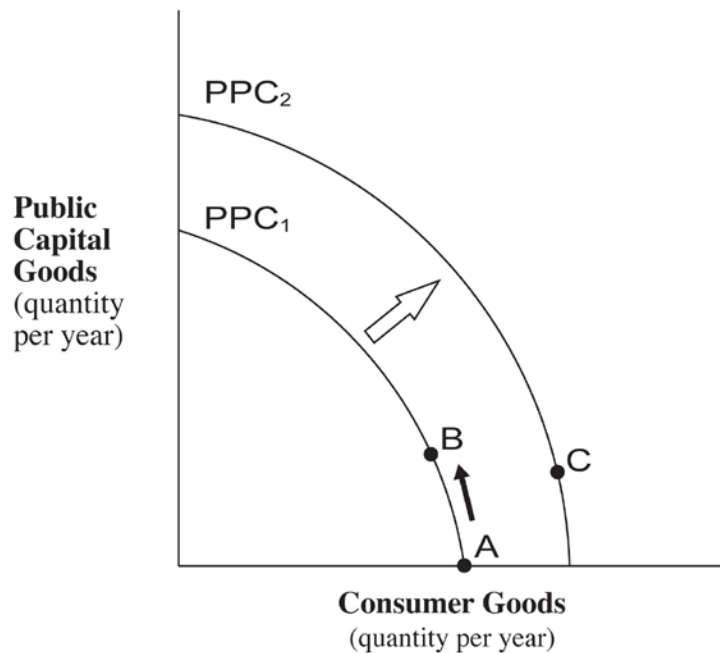 PPC₂
PPC₁
Public
Capital
Goods
(quantity
per year)
B
C
A
Consumer Goods
(quantity per year)